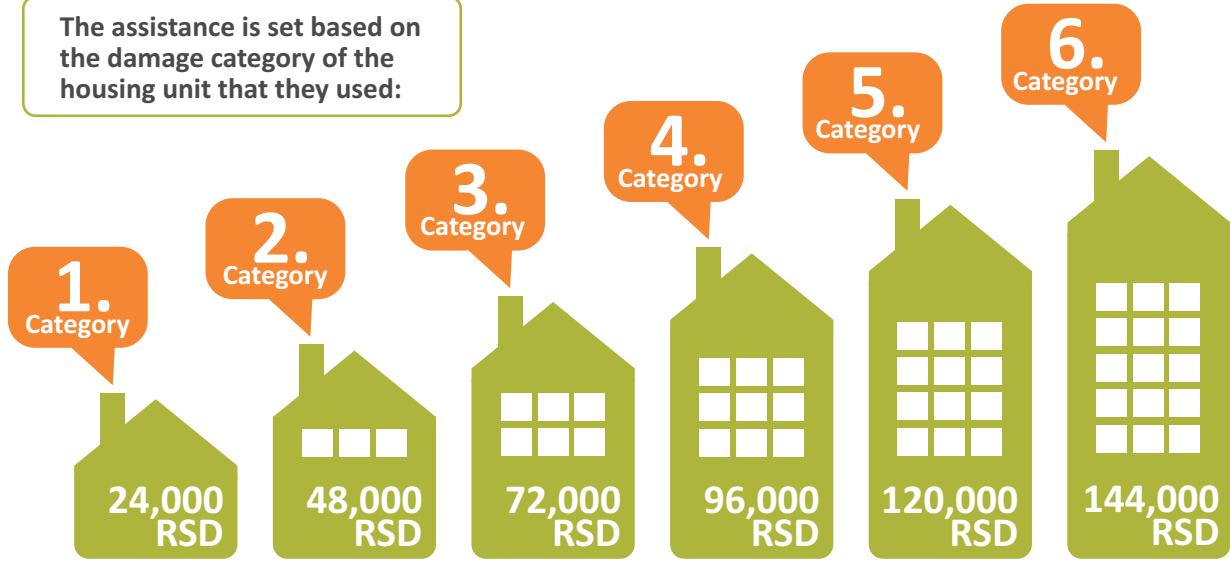 The assistance is set based on
the damage category of the
housing unit that they used:
1.
Category
24,000
RSD
2.
Category
48,000
RSD
3.
Category
72,000
RSD
4.
Category
96,000
RSD
5.
Category
120,000
RSD
6.
Category
144,000
RSD